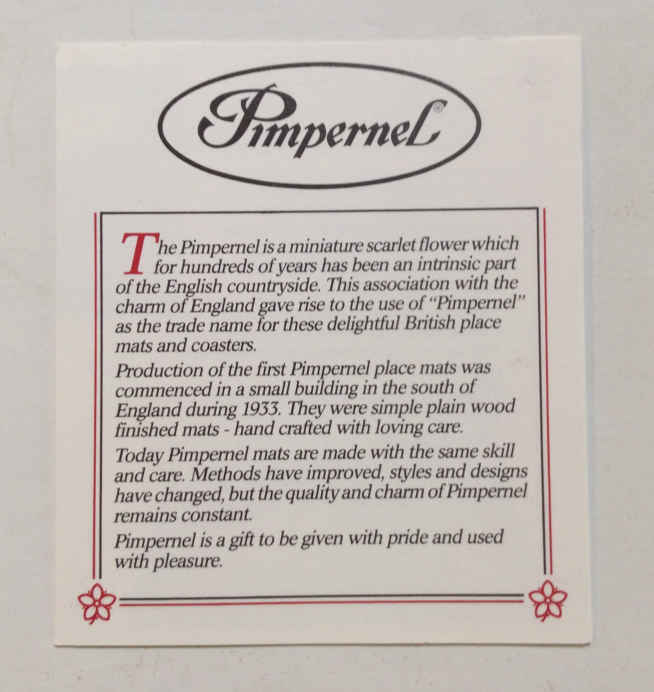 Pimpernel®
The Pimpernel is a miniature scarlet flower which
for hundreds of years has been an intrinsic part
of the English countryside. This association with the
charm of England gave rise to the use of “Pimpernel”
as the trade name for these delightful British place
mats and coasters.
Production of the first Pimpernel place mats was
commenced in a small building in the south of
England during 1933. They were simple plain wood
finished mats - hand crafted with loving care.
Today Pimpernel mats are made with the same skill
and care. Methods have improved, styles and designs
have changed, but the quality and charm of Pimpernel
remains constant.
Pimpernel is a gift to be given with pride and used
with pleasure.